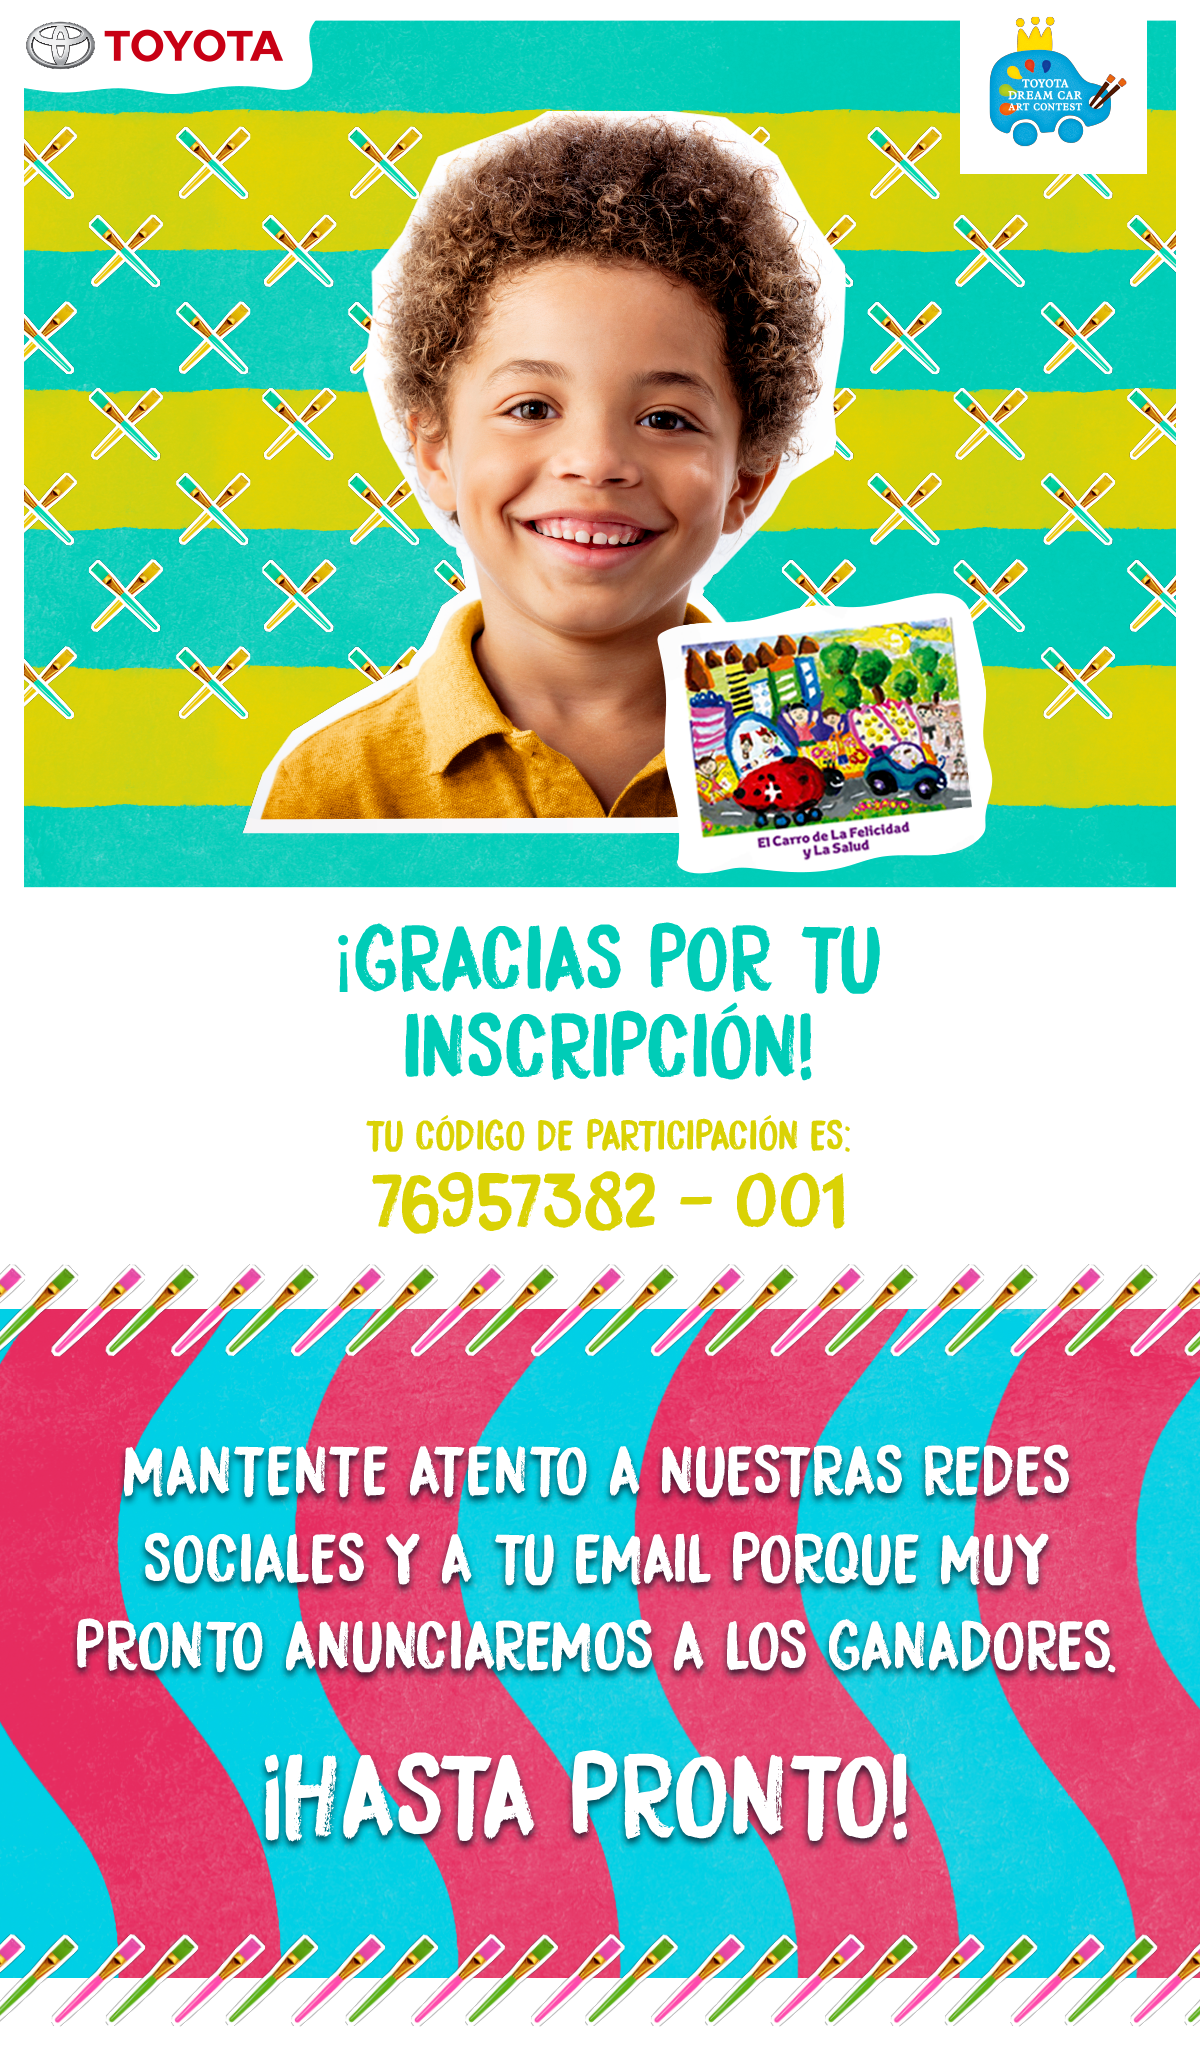 TOYOTA
TOYOTA
DREAM CAR
ART CONTEST
El Carro de La Felicidad
y La Salud
¡GRACIAS POR TU
INSCRIPCIÓN!
TU CÓDIGO DE PARTICIPACIÓN ES:
76957382 - 001
MANTENTE ATENTO A NUESTRAS REDES
SOCIALES Y A TU EMAIL PORQUE MUY
PRONTO ANUNCIAREMOS A LOS GANADORES.
¡HASTA PRONTO!